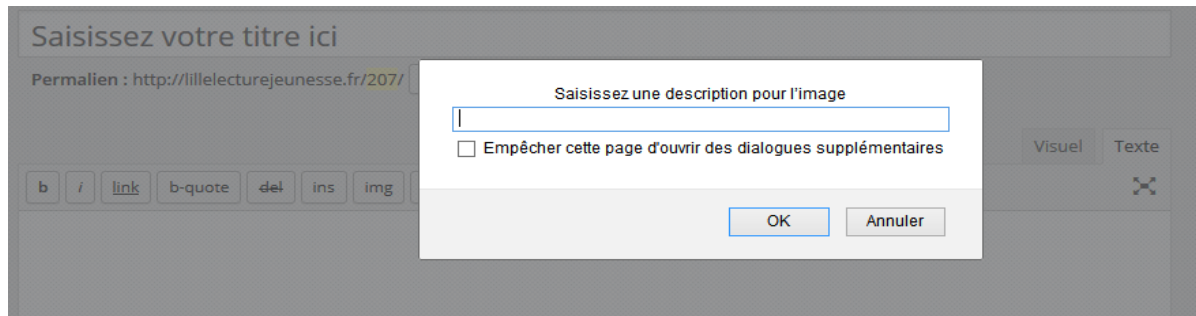 Saisissez votre titre ici
Permalien : http://lillelecturejeunesse.fr/207/
Saisissez une description pour l'image
Empêcher cette page d'ouvrir des dialogues supplémentaires
Visuel Texte
b i link b-quote del ins img
OK Annuler